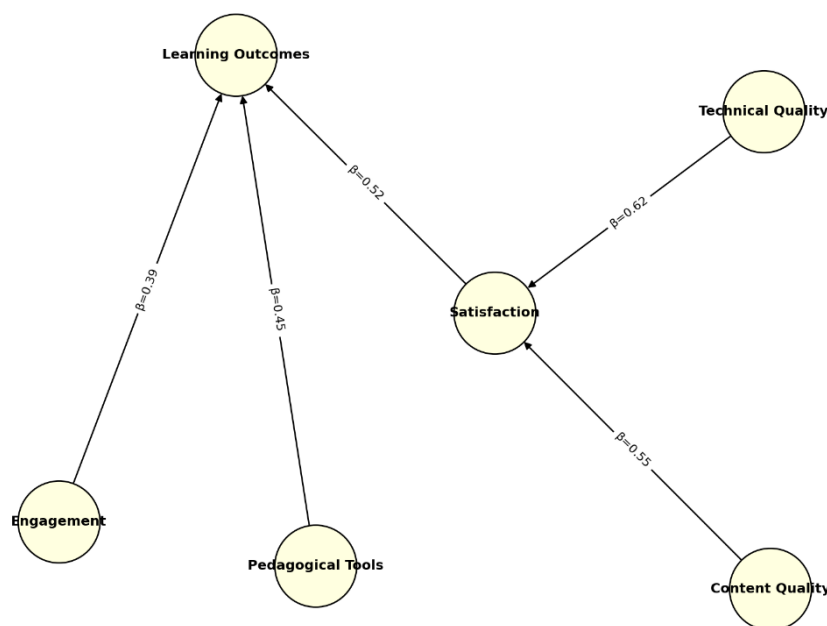 Learning Outcomes
Technical Quality
β=0.52
β=0.62
β=0.39
β=0.45
Satisfaction
β=0.55
Engagement
Pedagogical Tools
Content Quality